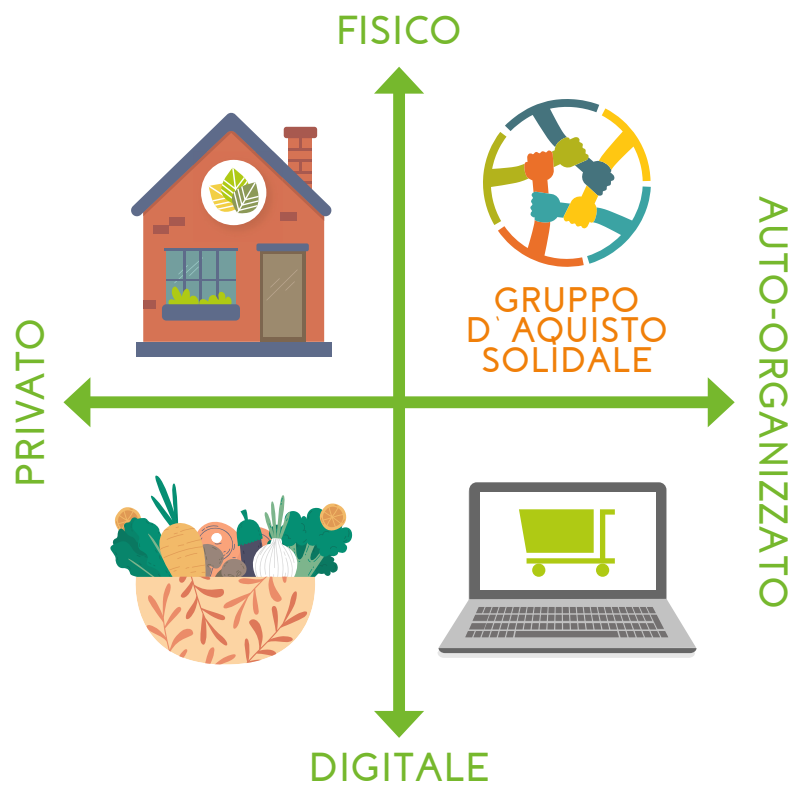 FISICO
GRUPPO
D`AQUISTO
SOLIDALE
PRIVATO
AUTO-ORGANIZZATO
DIGITALE